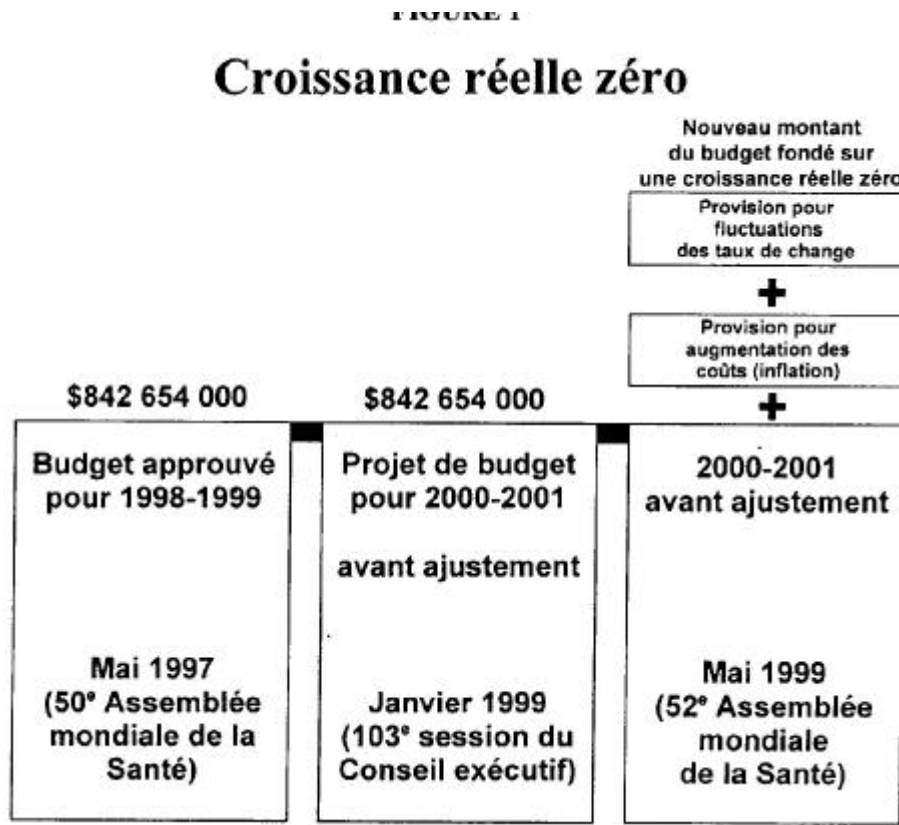 FIGURE 1
Croissance réelle zéro
Nouveau montant
du budget fondé sur
une croissance réelle zéro
Provision pour
fluctuations
des taux de change
+
Provision pour
augmentation des
coûts (inflation)
+
$842 654 000
Budget approuvé
pour 1998-1999
Mai 1997
(50e Assemblée
mondiale de la
Santé)
$842 654 000
Projet de budget
pour 2000-2001
avant ajustement
Janvier 1999
(103e session du
Conseil exécutif)
2000-2001
avant ajustement
Mai 1999
(52e Assemblée
mondiale
de la Santé)